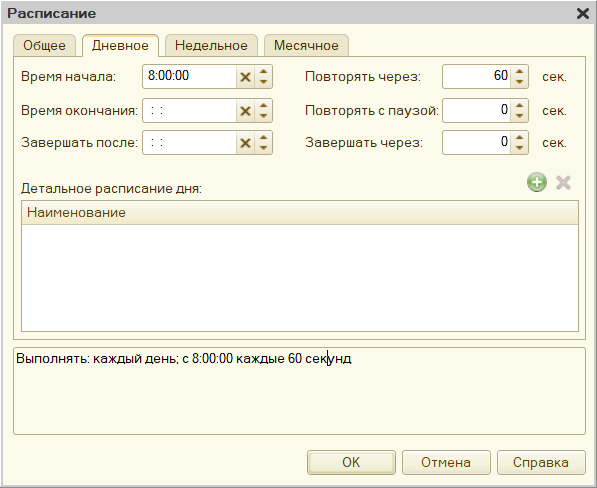 Расписание
Общее Дневное Недельное Месячное
Время начала: 8:00:00 Повторять через: 60 сек.
Время окончания: : : Повторять с паузой: 0 сек.
Завершать после: : : Завершать через: 0 сек.
Детальное расписание дня:
Наименование
Выполнять: каждый день; с 8:00:00 каждые 60 секунд
OK Отмена Справка